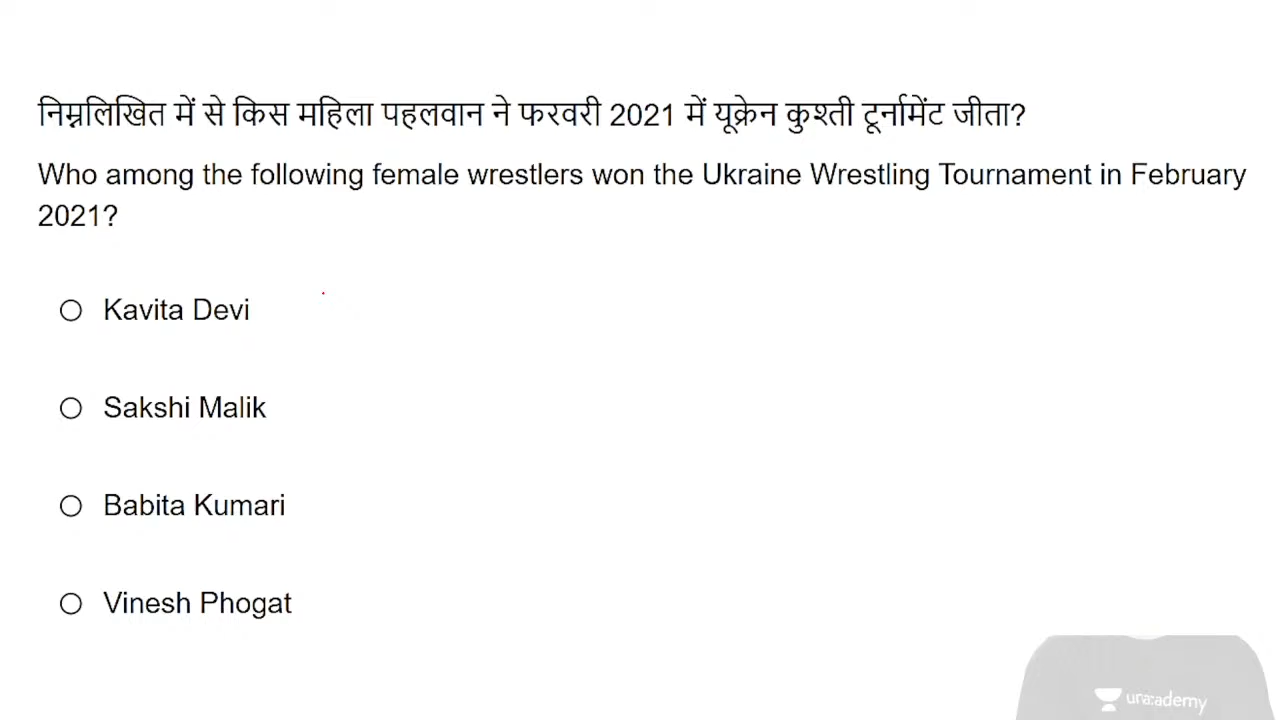 निम्नलिखित में से किस महिला पहलवान ने फरवरी 2021 में यूक्रेन कुश्ती टूर्नामेंट जीता?
Who among the following female wrestlers won the Ukraine Wrestling Tournament in February
2021?
Kavita Devi
Sakshi Malik
Babita Kumari
Vinesh Phogat
unacademy